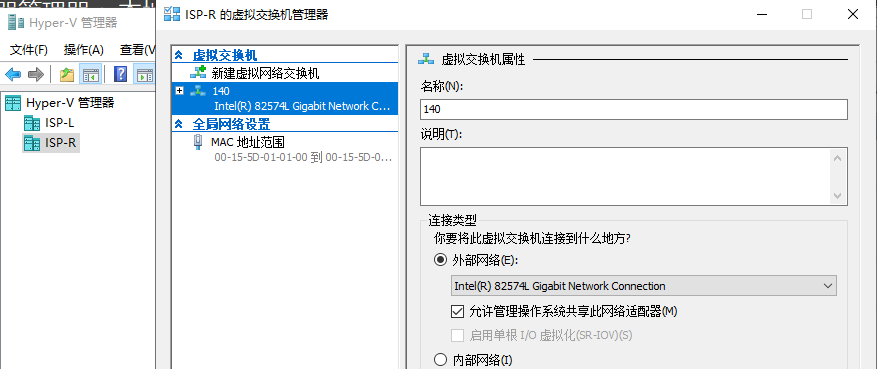 Hyper-V 管理器
文件(F) 操作(A) 查看(V)
Hyper-V 管理器
ISP-L
ISP-R
ISP-R 的虚拟交换机管理器
虚拟交换机
新建虚拟网络交换机
140
Intel(R) 82574L Gigabit Network C...
全局网络设置
MAC 地址范围
00-15-5D-01-01-00 到 00-15-5D-0...
虚拟交换机属性
名称(N):
140
说明(T):
连接类型
你要将此虚拟交换机连接到什么地方?
外部网络(E):
Intel(R) 82574L Gigabit Network Connection
允许管理操作系统共享此网络适配器(M)
启用单根 I/O 虚拟化(SR-IOV)(S)
内部网络(I)